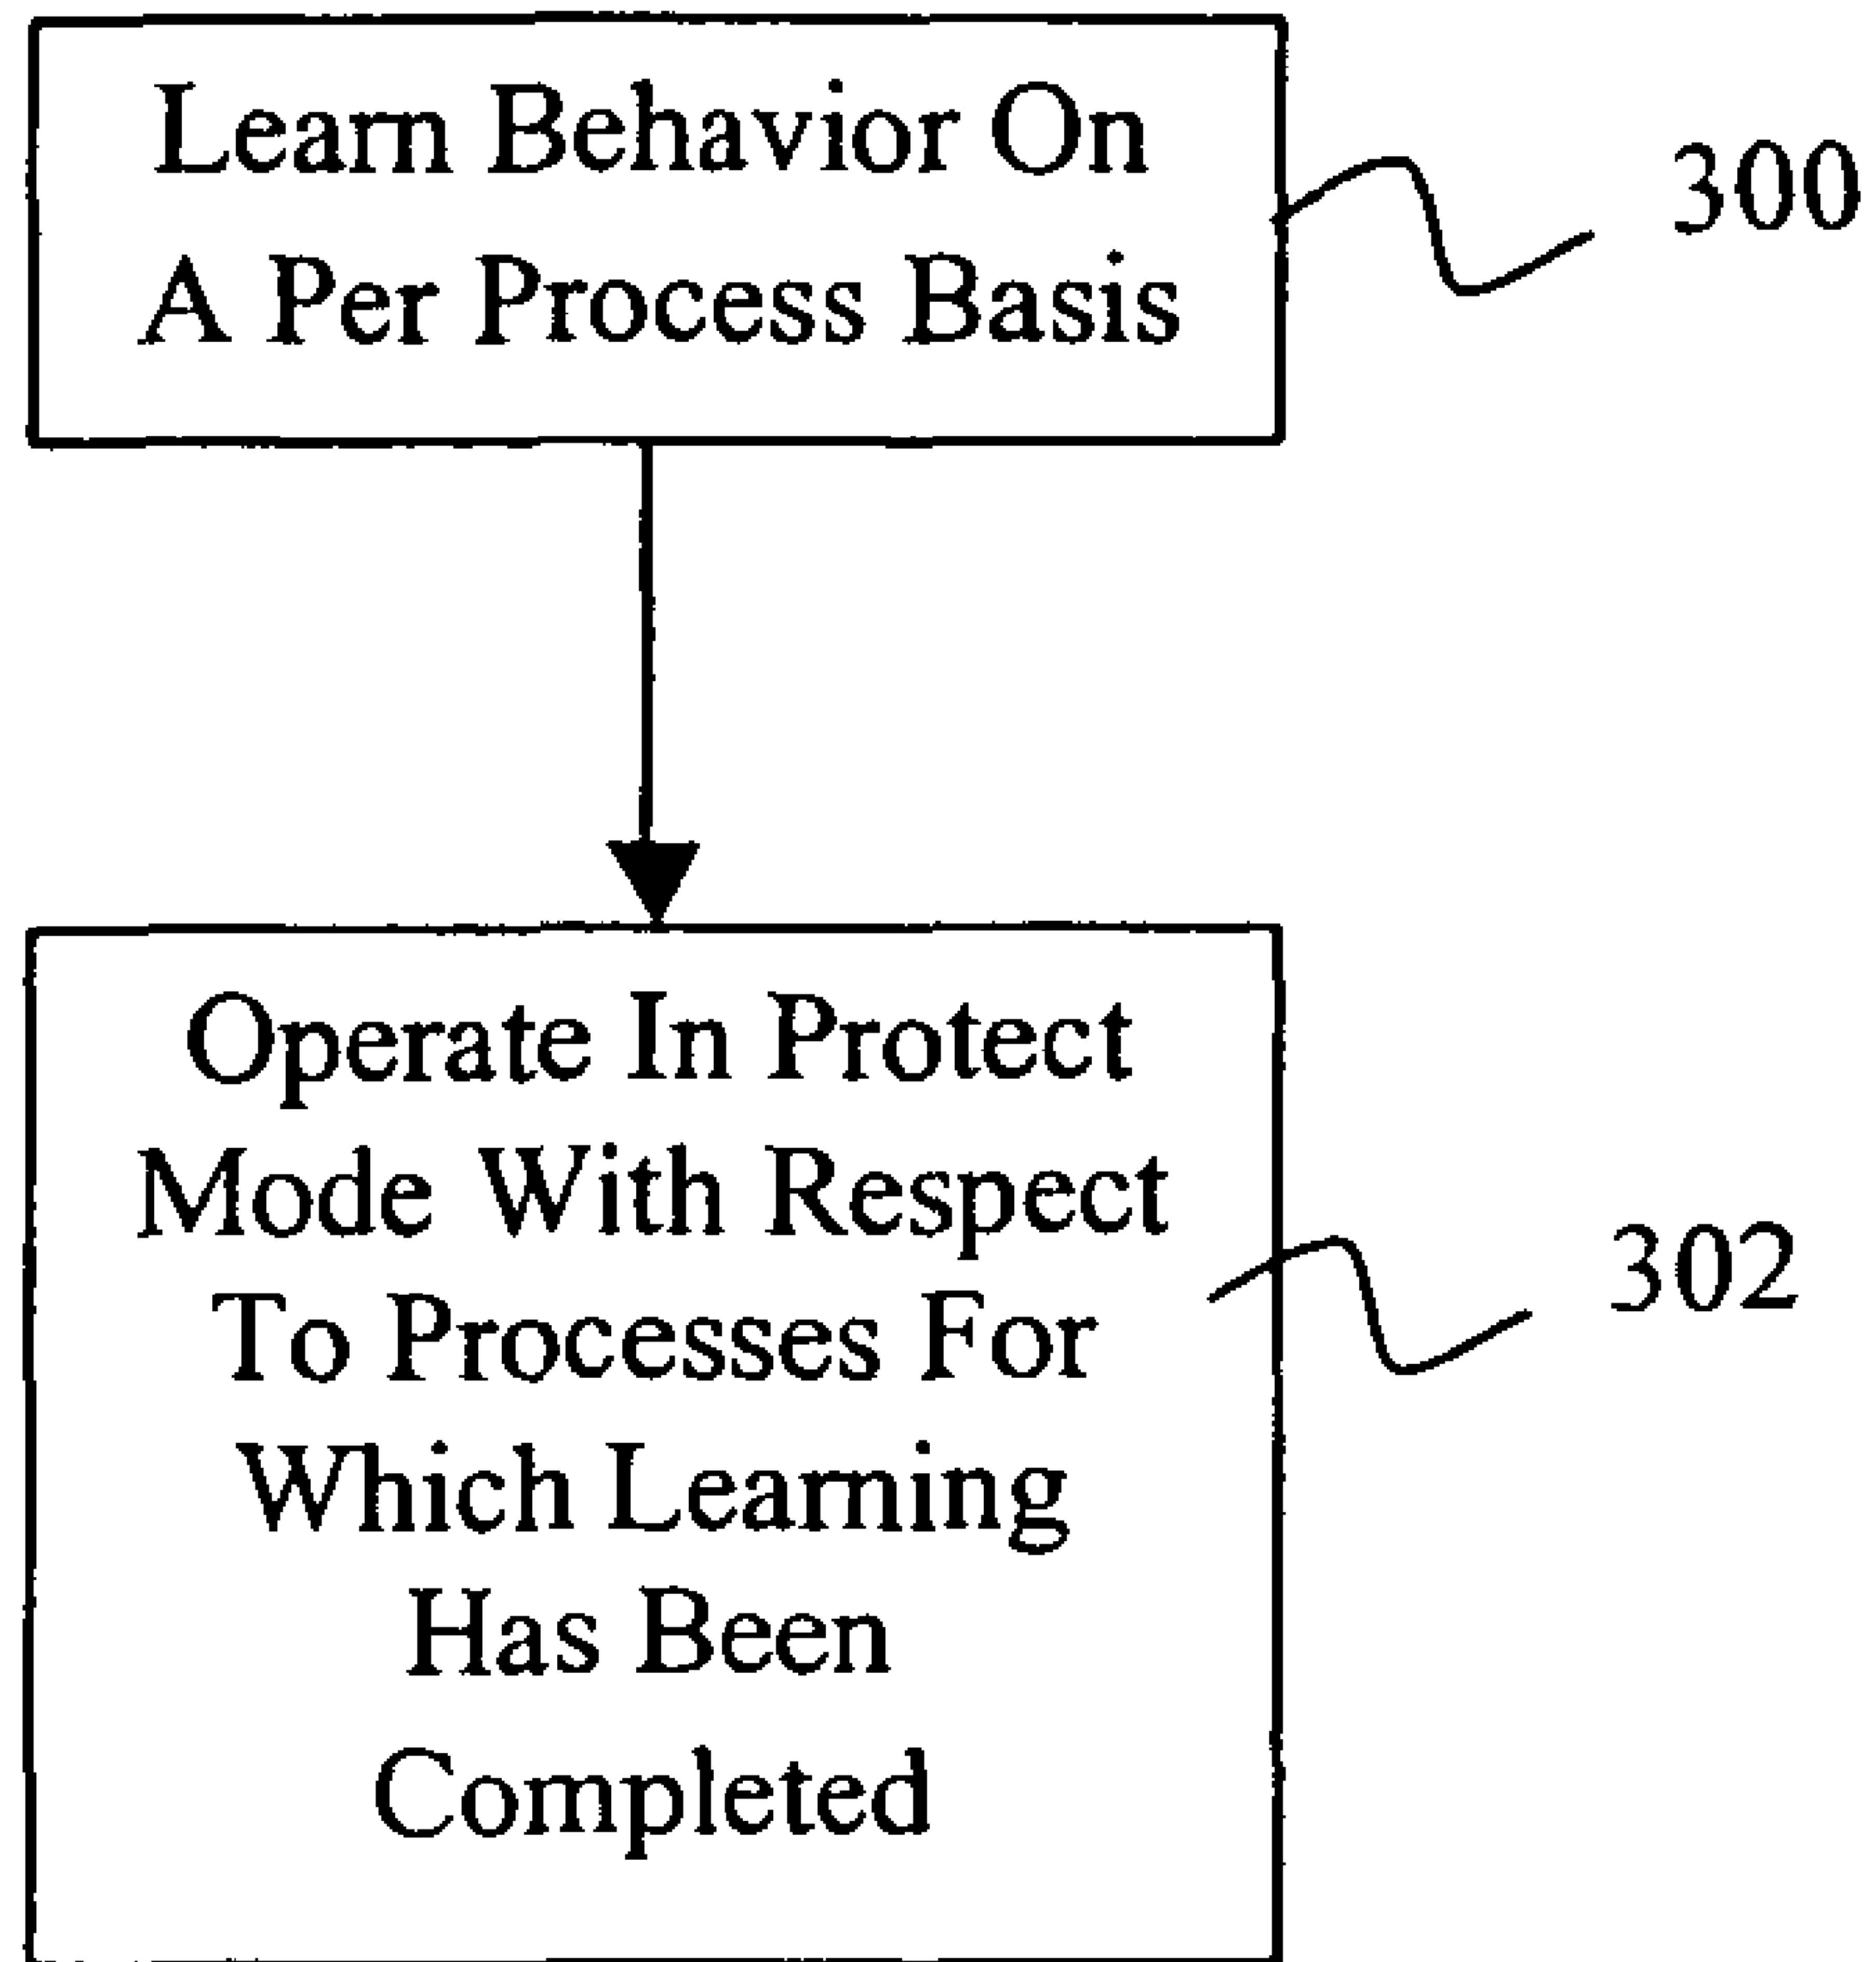 Learn Behavior On
A Per Process Basis
300
Operate In Protect
Mode With Respect
To Processes For
Which Learning
Has Been
Completed
302